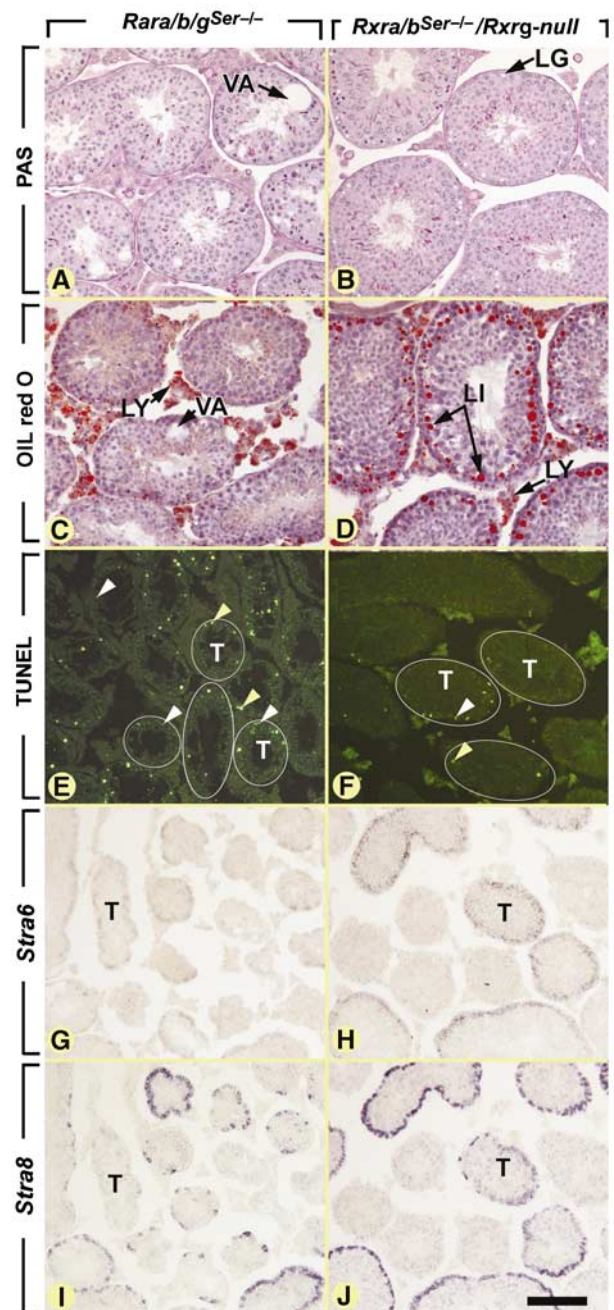 Rara/b/gSer–/– Rxra/bSer–/–/Rxrg-null
PAS
VA
LG
A
B
OIL red O
LY
VA
LI
LY
C
D
TUNEL
T
T
T
T
E
F
Stra6
T
T
G
H
Stra8
T
T
I
J